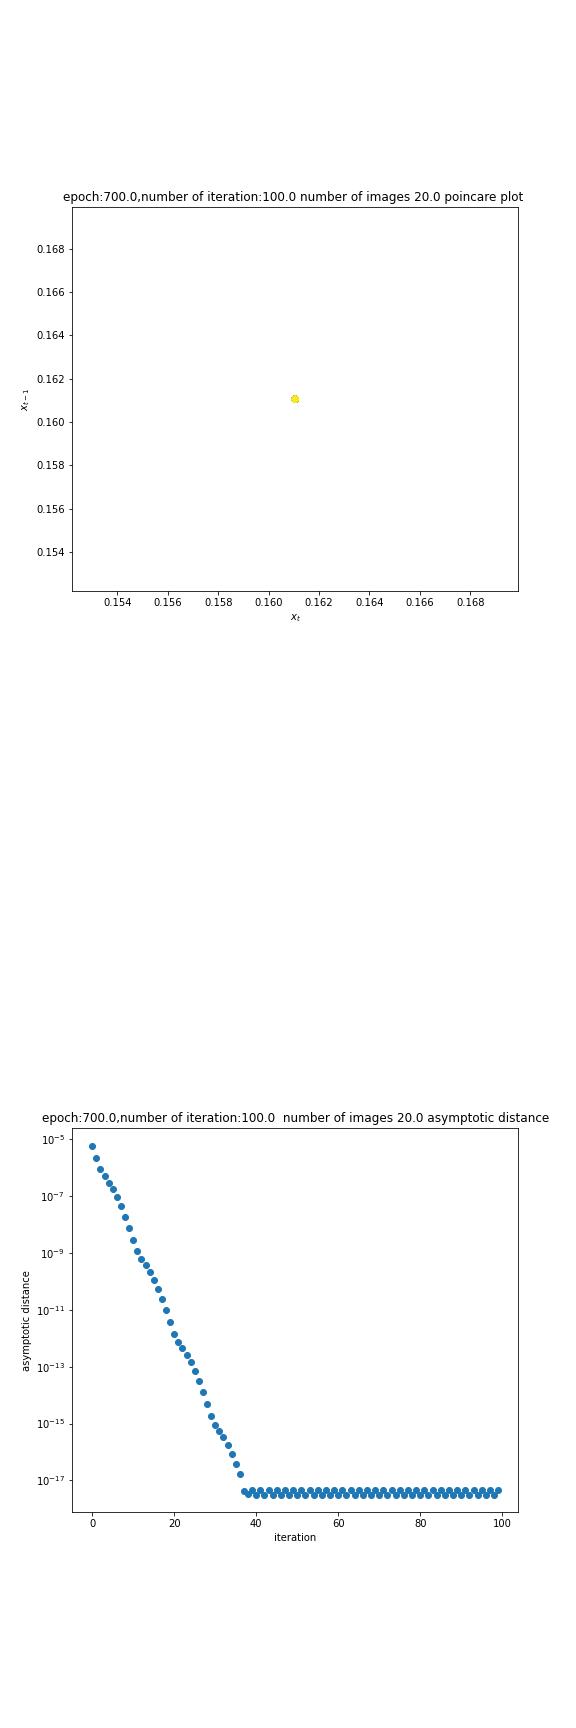 epoch:700.0,number of iteration:100.0 number of images 20.0 poincare plot
0.168
0.166
0.164
0.162
0.160
0.158
0.156
0.154
x_{t-1}
0.154 0.156 0.158 0.160 0.162 0.164 0.166 0.168
x_t
epoch:700.0,number of iteration:100.0  number of images 20.0 asymptotic distance
10^{-5}
10^{-7}
10^{-9}
10^{-11}
10^{-13}
10^{-15}
10^{-17}
asymptotic distance
0 20 40 60 80 100
iteration